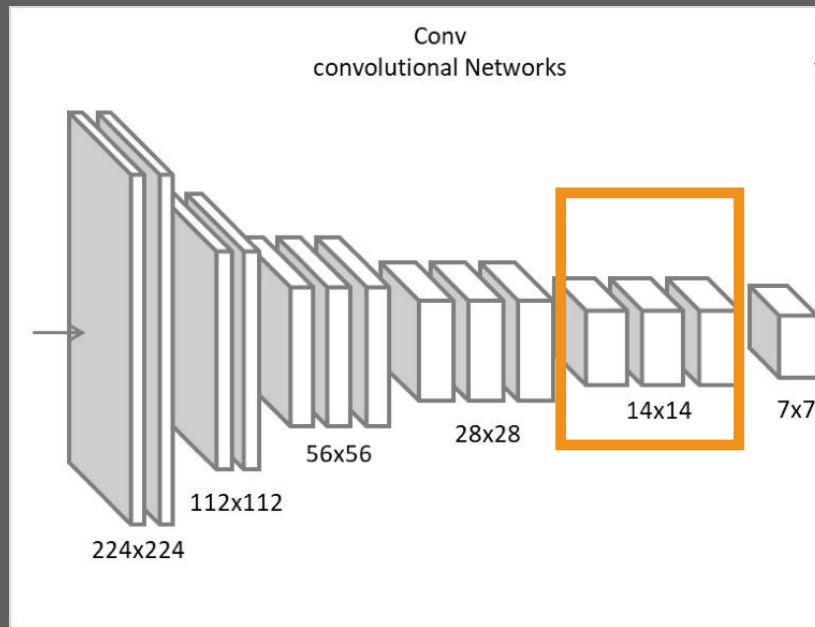 Conv
convolutional Networks
224x224
112x112
56x56
28x28
14x14
7x7